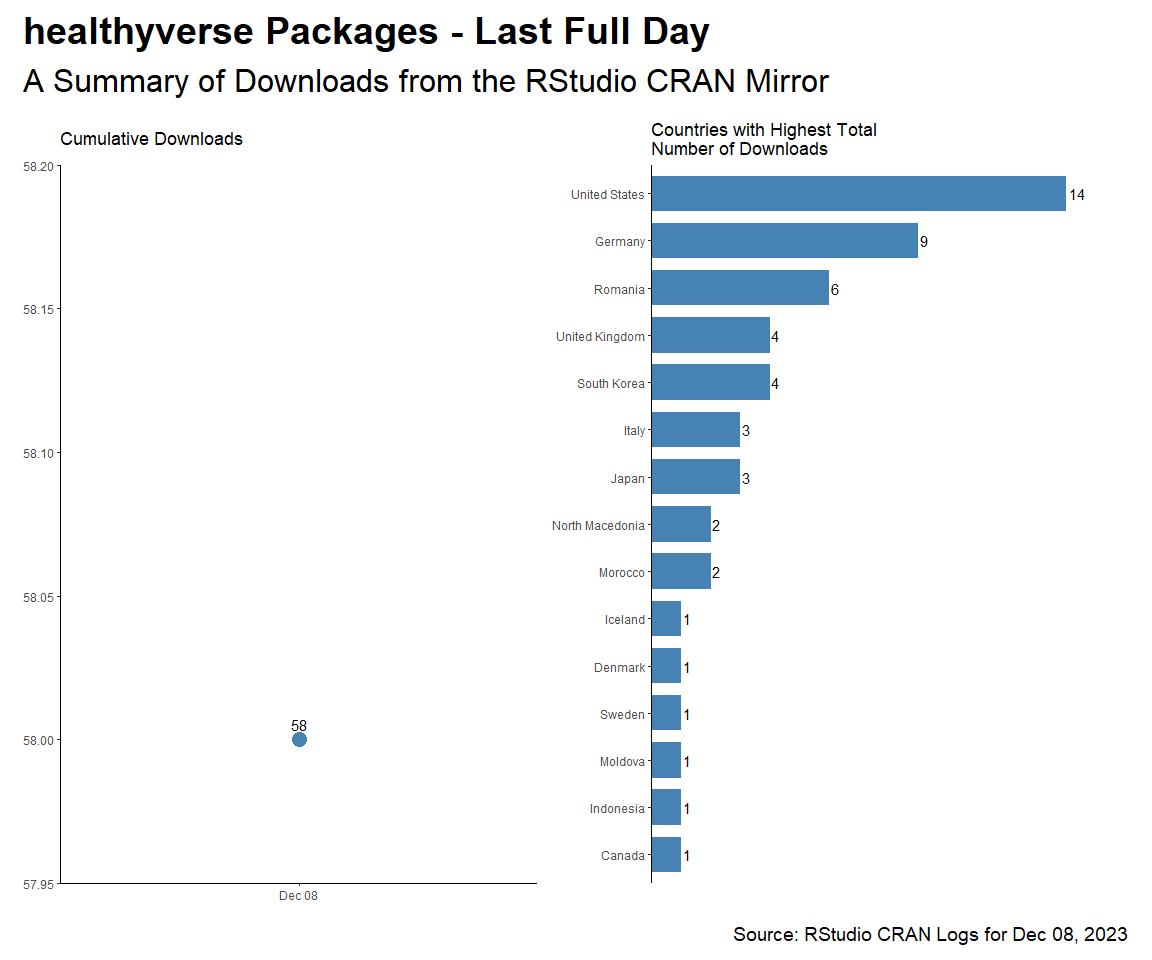 healthyverse Packages - Last Full Day
A Summary of Downloads from the RStudio CRAN Mirror
Cumulative Downloads
58.20
58.15
58.10
58.05
58.00
57.95
58
Dec 08
Countries with Highest Total
Number of Downloads
United States 14
Germany 9
Romania 6
United Kingdom 4
South Korea 4
Italy 3
Japan 3
North Macedonia 2
Morocco 2
Iceland 1
Denmark 1
Sweden 1
Moldova 1
Indonesia 1
Canada 1
Source: RStudio CRAN Logs for Dec 08, 2023